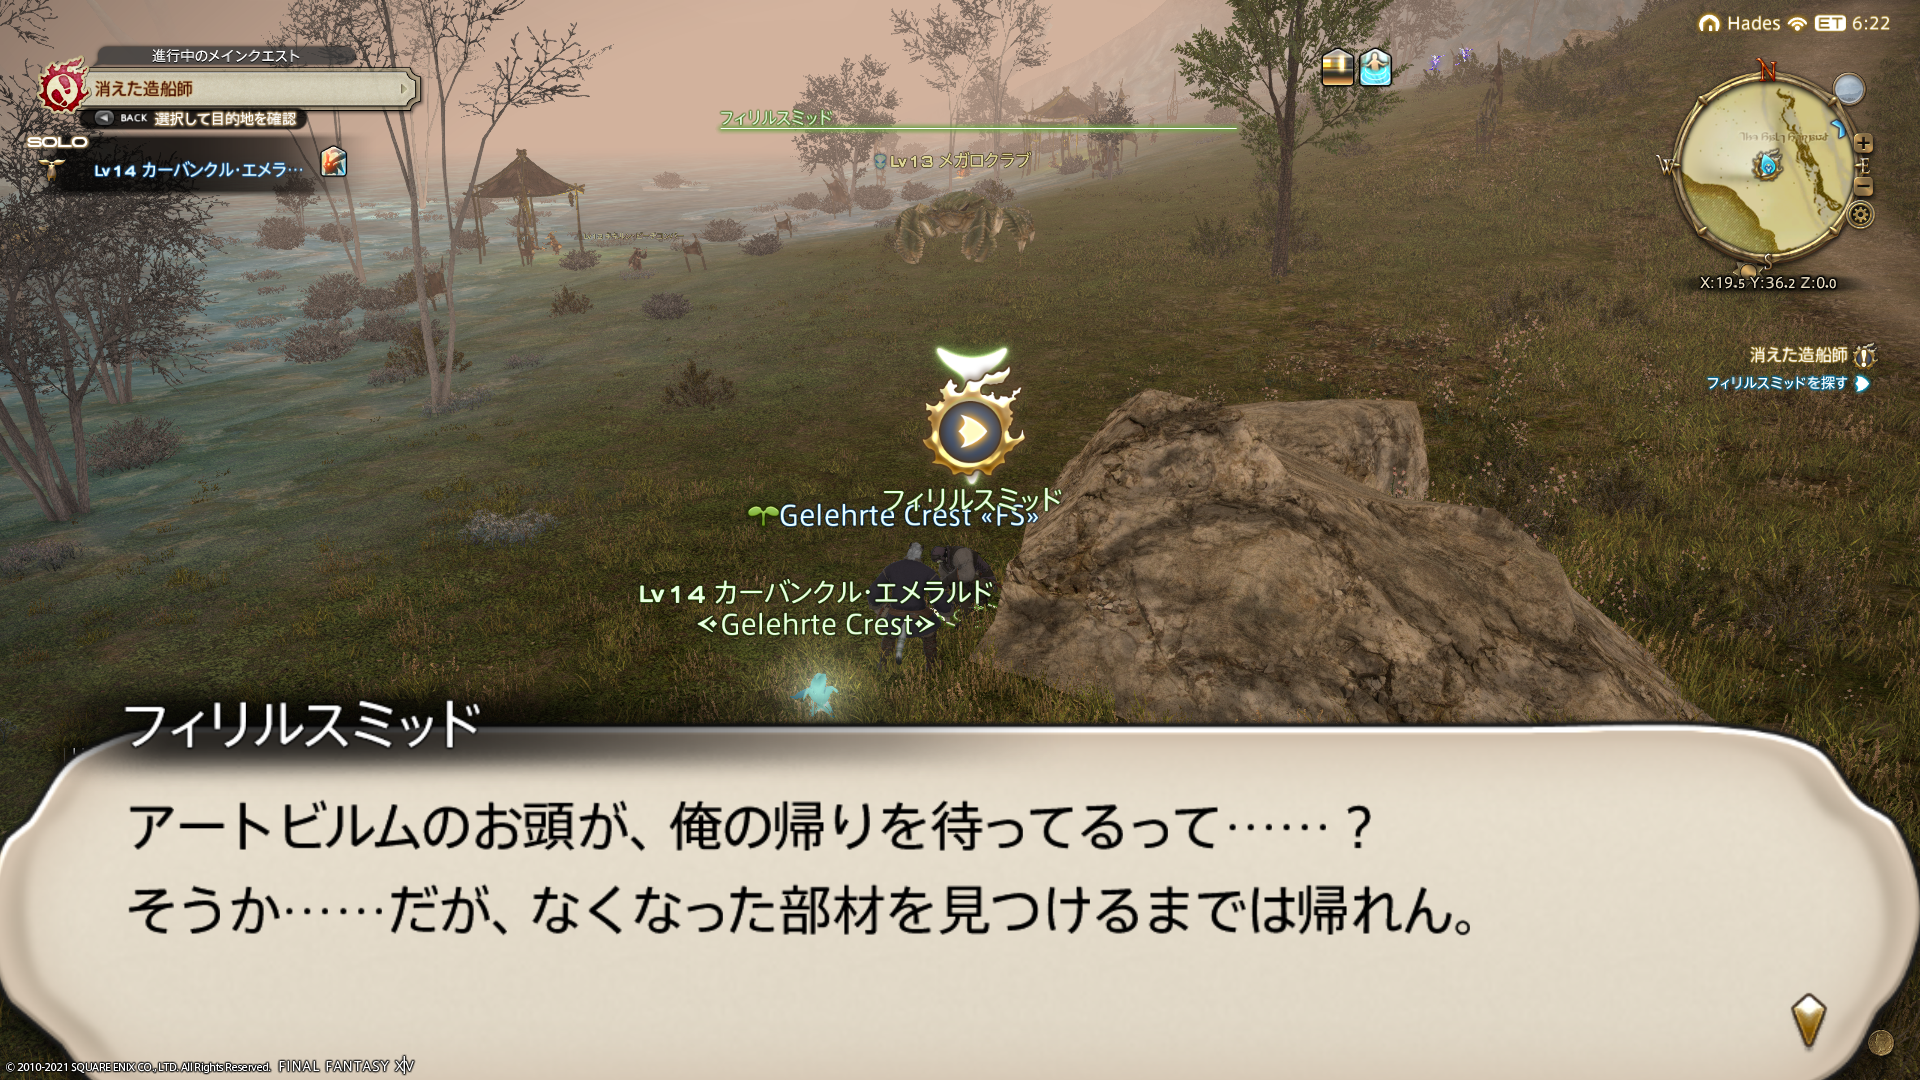 進行中のメインクエスト
消えた造船師
BACK 選択して目的地を確認
SOLO
Lv14 カーバンクル・エメラ…
フィリルスミッド
Lv13 メガロクラブ
Hades ET 6:22
N
W
E
S
X:19.5 Y:36.2 Z:0.0
消えた造船師
フィリルスミッドを探す
フィリルスミッド
Gelehrte Crest «FS»
Lv14 カーバンクル・エメラルド
Gelehrte Crest
フィリルスミッド
アートビルムのお頭が、俺の帰りを待ってるって……？
そうか……だが、なくなった部材を見つけるまでは帰れん。
© 2010-2021 SQUARE ENIX CO., LTD. All Rights Reserved. FINAL FANTASY XIV